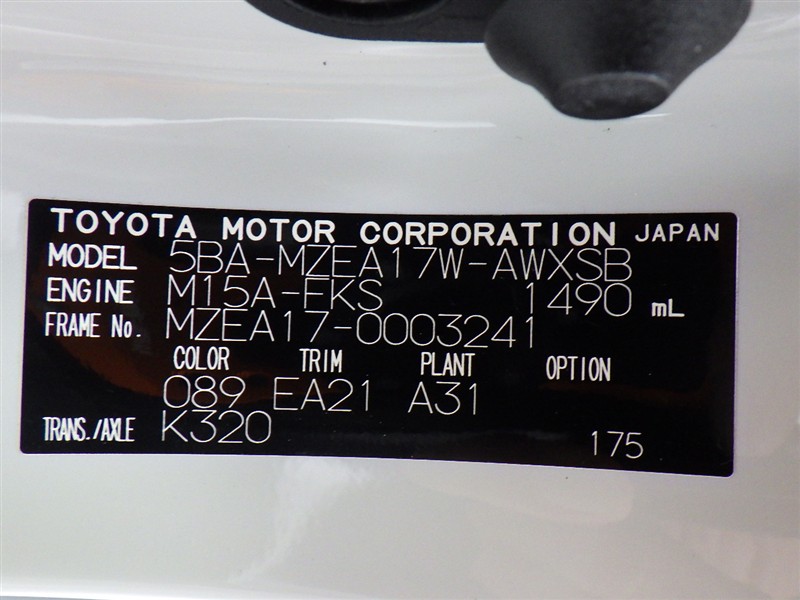 TOYOTA MOTOR CORPORATION JAPAN
MODEL 5BA-MZEA17W-AWXSB
ENGINE M15A-FKS 1490 mL
FRAME No. MZEA17-0003241
COLOR TRIM PLANT OPTION
089 EA21 A31
TRANS./AXLE K320 175